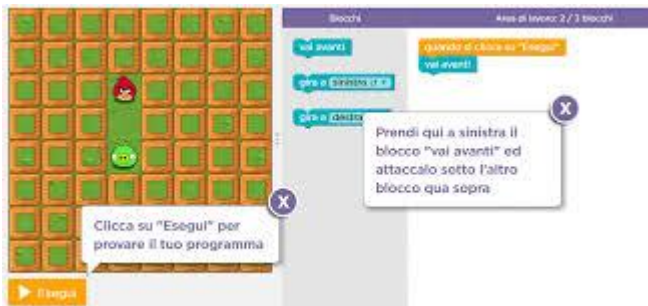 Blocchi
Area di lavoro: 2 / 3 blocchi
vai avanti
gira a sinistra
gira a destra
quando si clicca su "Esegui"
vai avanti
Prendi qui a sinistra il
blocco "vai avanti" ed
attaccalo sotto l'altro
blocco qua sopra
X
X
Clicca su "Esegui" per
provare il tuo programma
Esegui